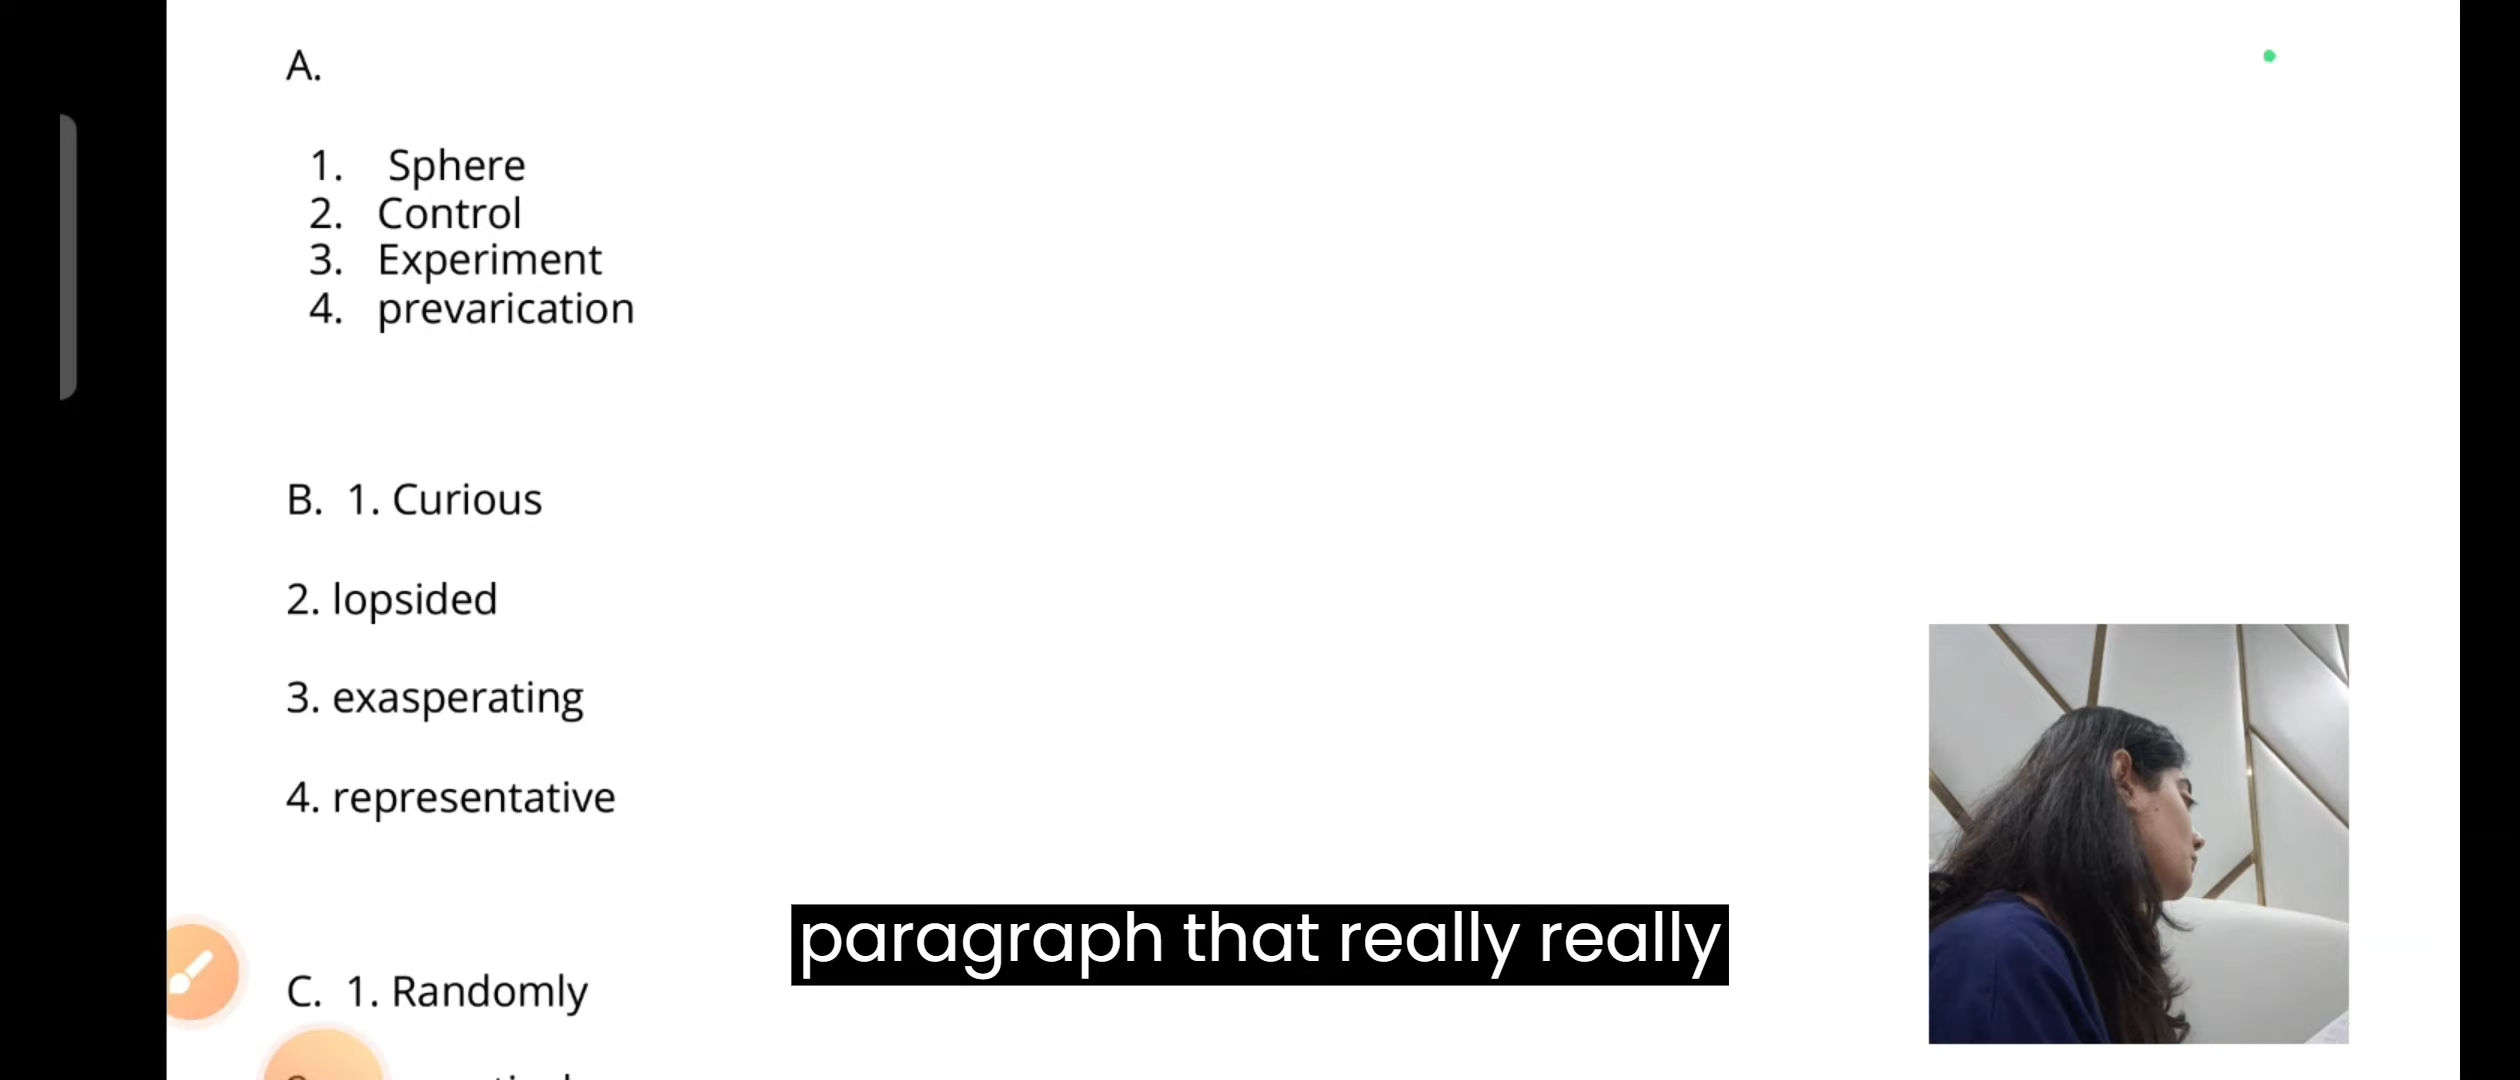 A.
1. Sphere
2. Control
3. Experiment
4. prevarication
B. 1. Curious
2. lopsided
3. exasperating
4. representative
C. 1. Randomly
paragraph that really really